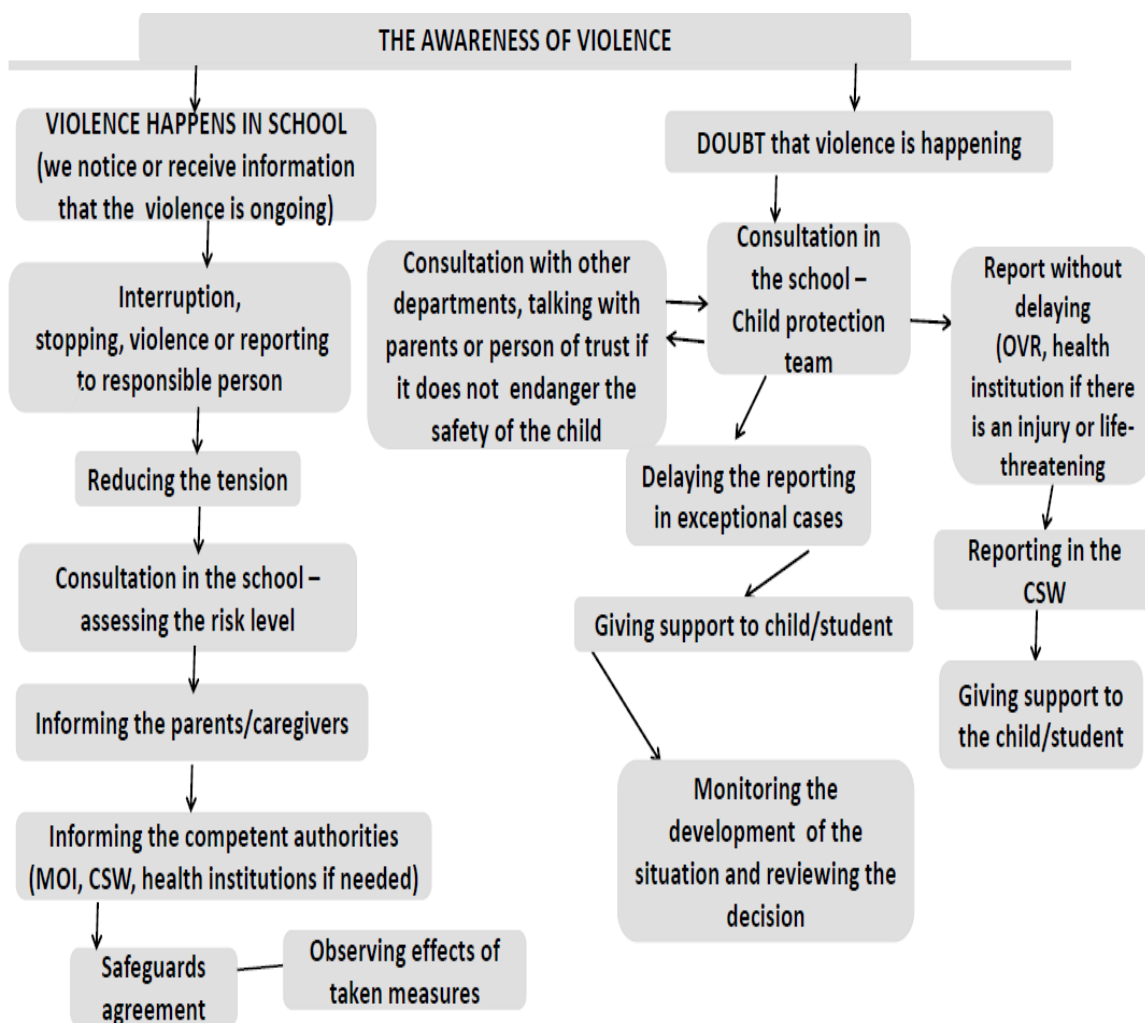 THE AWARENESS OF VIOLENCE
VIOLENCE HAPPENS IN SCHOOL
(we notice or receive information
that the violence is ongoing)
Interruption,
stopping, violence or reporting
to responsible person
Reducing the tension
Consultation in the school –
assessing the risk level
Informing the parents/caregivers
Informing the competent authorities
(MOI, CSW, health institutions if needed)
Safeguards
agreement
Observing effects of
taken measures
DOUBT that violence is happening
Consultation in
the school –
Child protection
team
Consultation with other
departments, talking with
parents or person of trust if
it does not endanger the
safety of the child
Delaying the reporting
in exceptional cases
Giving support to child/student
Monitoring the
development of the
situation and reviewing the
decision
Report without
delaying
(OVR, health
institution if there
is an injury or life-
threatening
Reporting in the
CSW
Giving support to
the child/student